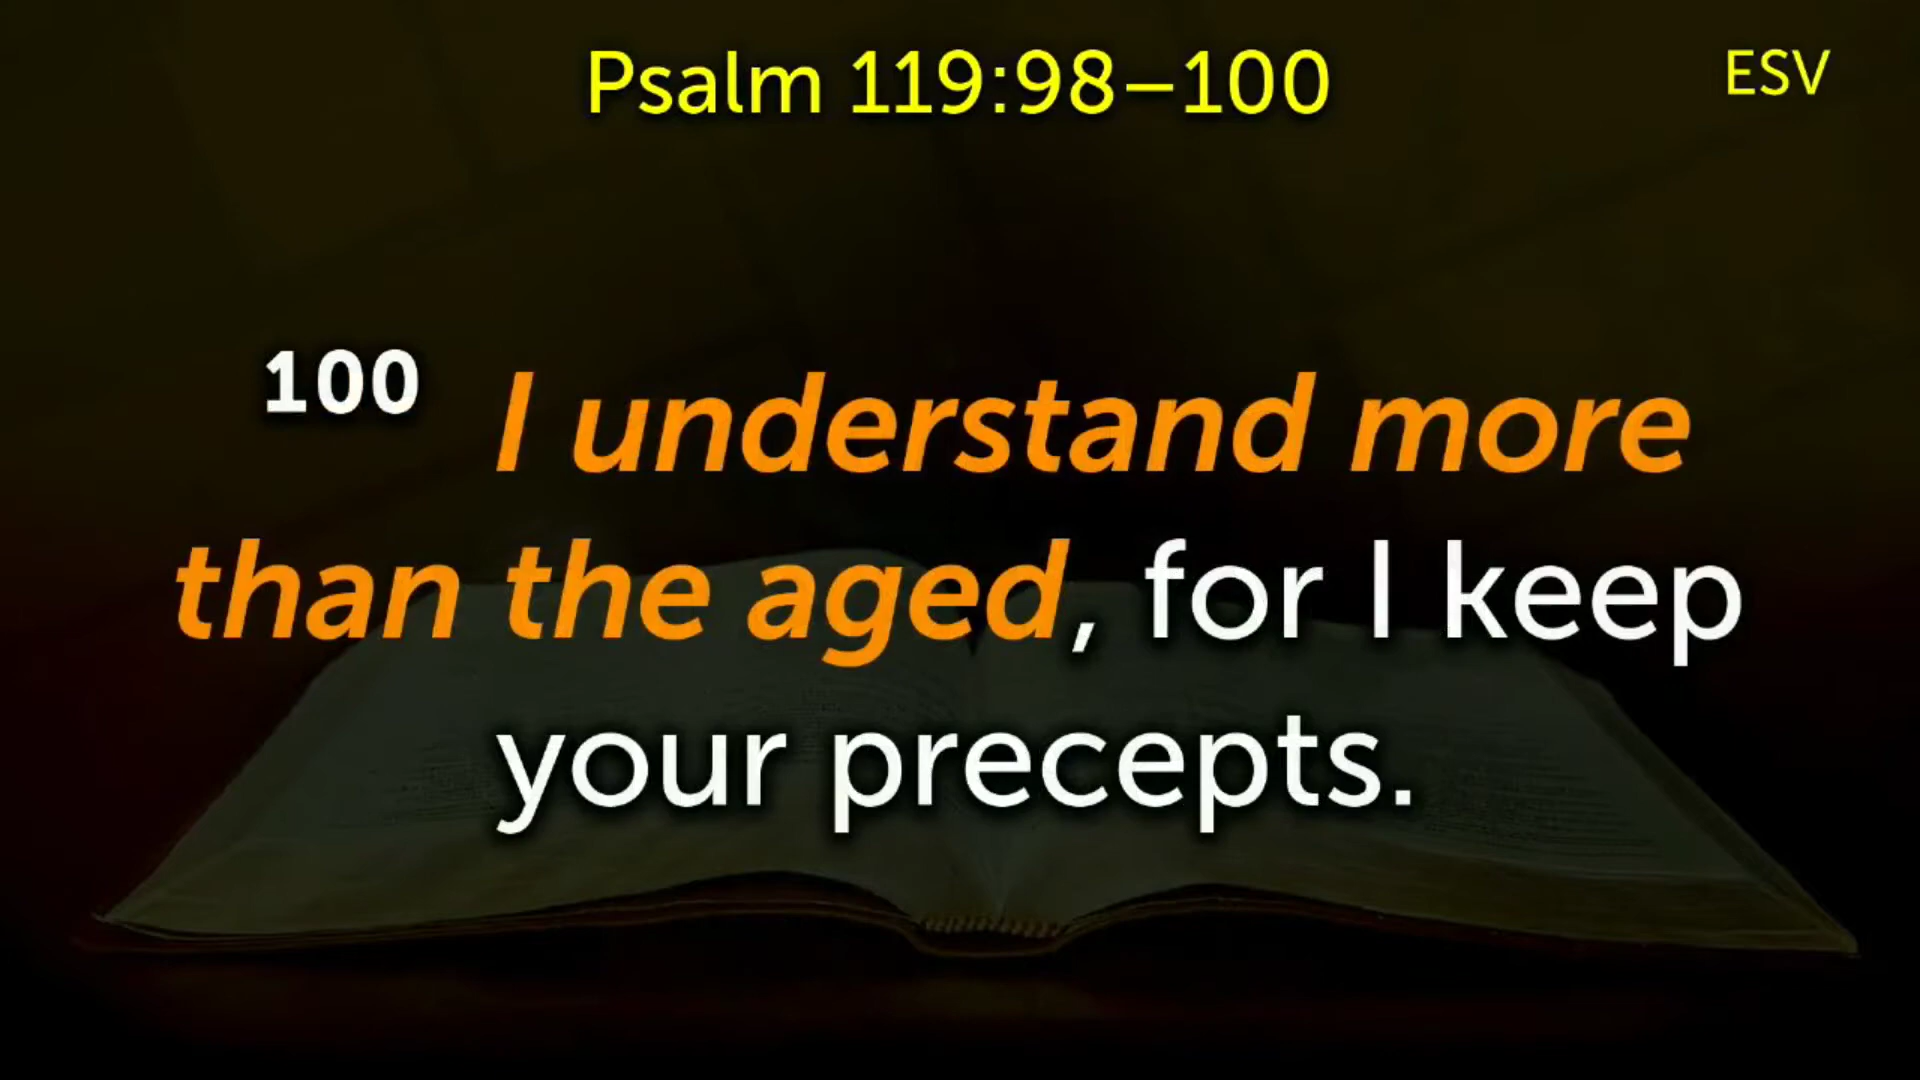 Psalm 119:98–100
ESV
100 I understand more
than the aged, for I keep
your precepts.